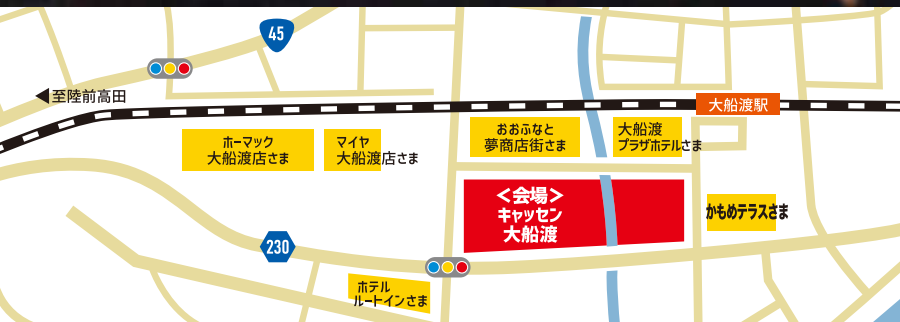 45
至陸前高田
大船渡駅
ホーマック
大船渡店さま
マイヤ
大船渡店さま
おおふなと
夢商店街さま
大船渡
プラザホテルさま
<会場>
キャッセン
大船渡
かもめテラスさま
230
ホテル
ルートインさま